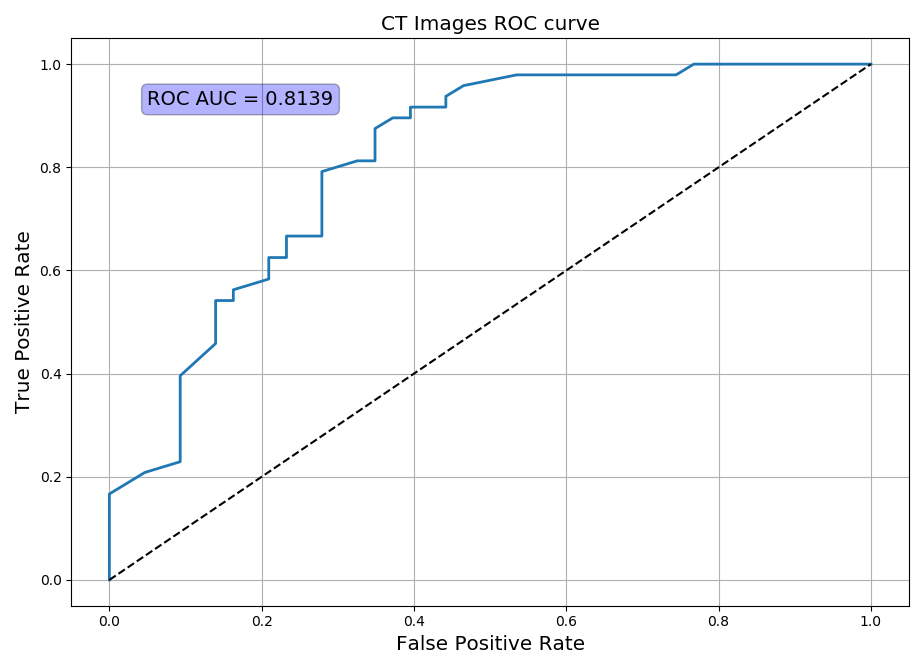 CT Images ROC curve
ROC AUC = 0.8139
True Positive Rate
1.0
0.8
0.6
0.4
0.2
0.0
0.0 0.2 0.4 0.6 0.8 1.0
False Positive Rate